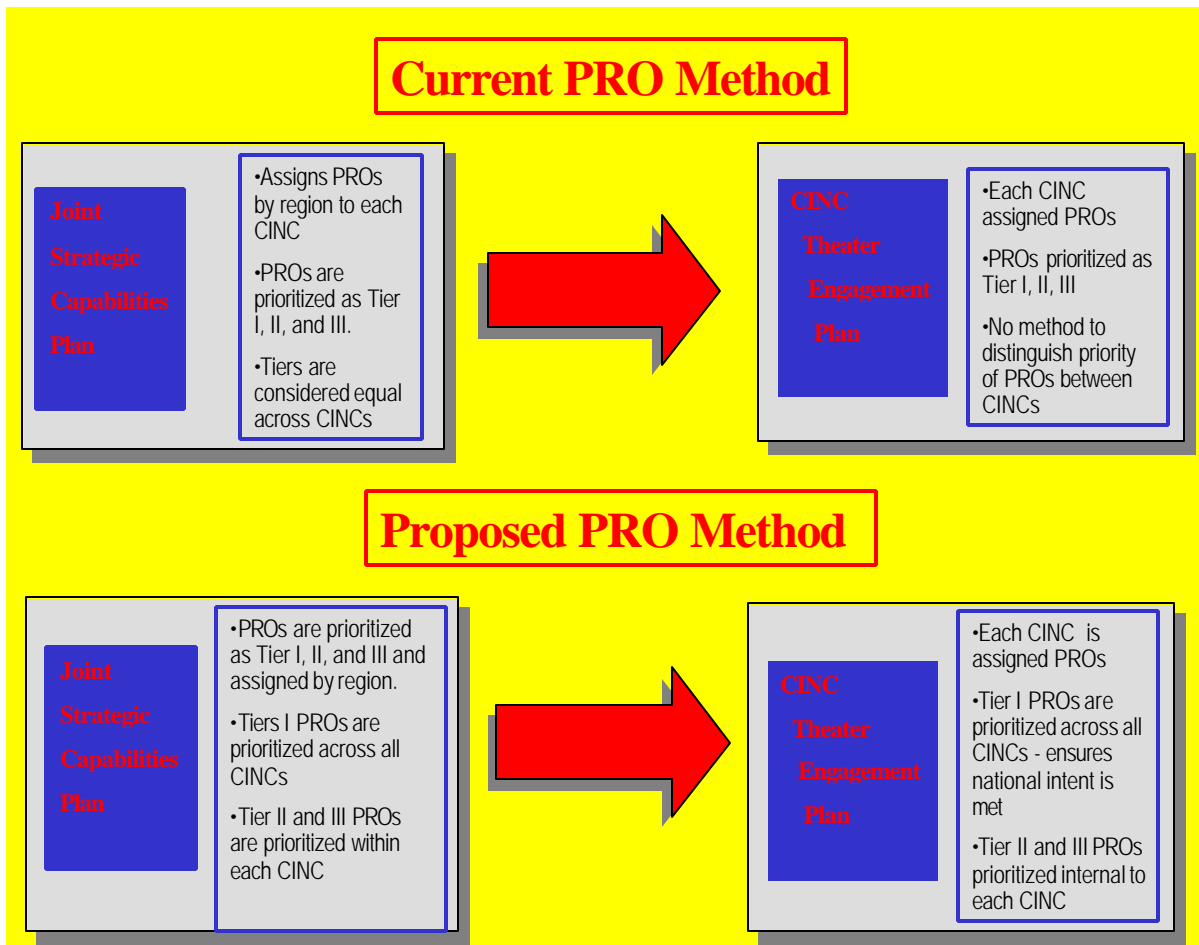 Current PRO Method
Joint
Strategic
Capabilities
Plan
•Assigns PROs
by region to each
CINC
•PROs are
prioritized as Tier
I, II, and III.
•Tiers are
considered equal
across CINCs
CINC
Theater
Engagement
Plan
•Each CINC
assigned PROs
•PROs prioritized as
Tier I, II, III
•No method to
distinguish priority
of PROs between
CINCs
Proposed PRO Method
Joint
Strategic
Capabilities
Plan
•PROs are prioritized
as Tier I, II, and III and
assigned by region.
•Tiers I PROs are
prioritized across all
CINCs
•Tier II and III PROs
are prioritized within
each CINC
CINC
Theater
Engagement
Plan
•Each CINC is
assigned PROs
•Tier I PROs are
prioritized across all
CINCs - ensures
national intent is
met
•Tier II and III PROs
prioritized internal to
each CINC